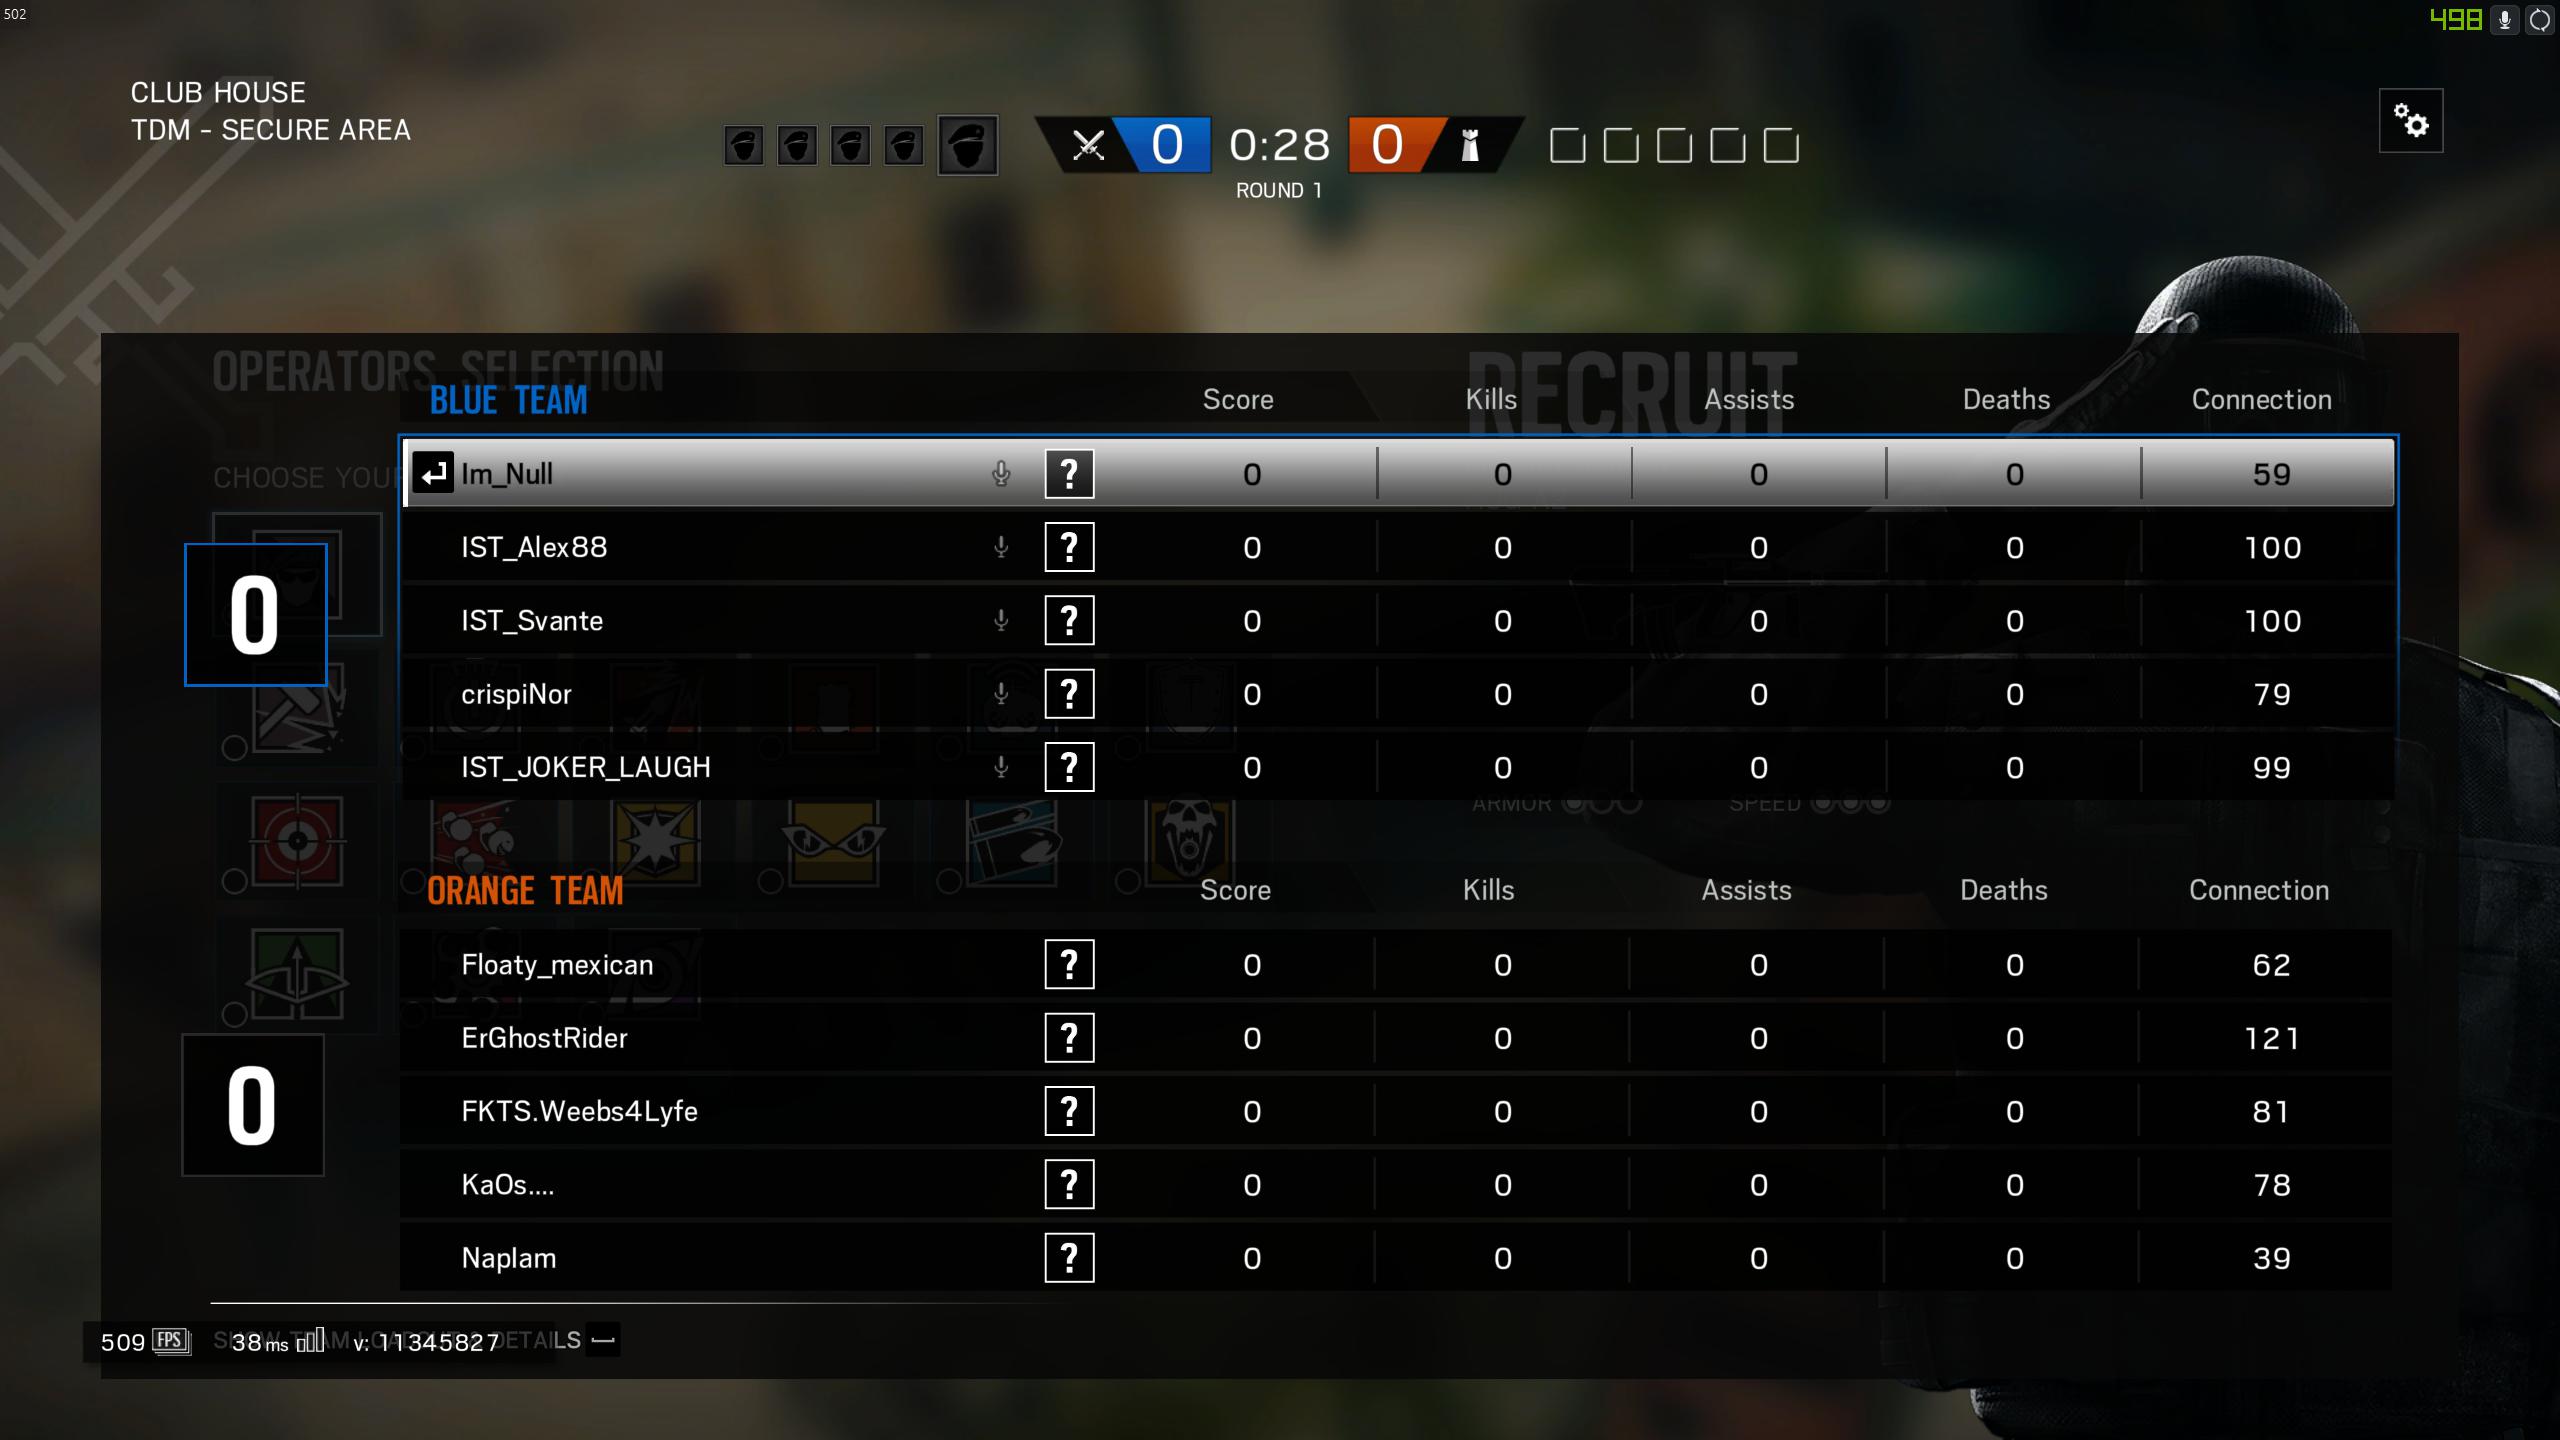 502
498
CLUB HOUSE
TDM - SECURE AREA
0 0:28 0
ROUND 1
OPERATORS SELECTION
RECRUIT
BLUE TEAM Score Kills Assists Deaths Connection
CHOOSE YOUR
Im_Null ? 0 0 0 0 59
IST_Alex88 ? 0 0 0 0 100
0
IST_Svante ? 0 0 0 0 100
crispiNor ? 0 0 0 0 79
IST_JOKER_LAUGH ? 0 0 0 0 99
ARMOR SPEED
ORANGE TEAM Score Kills Assists Deaths Connection
Floaty_mexican ? 0 0 0 0 62
ErGhostRider ? 0 0 0 0 121
0
FKTS.Weebs4Lyfe ? 0 0 0 0 81
KaOs.... ? 0 0 0 0 78
Naplam ? 0 0 0 0 39
509 FPS 38 ms v: 11345827
SHOW TEAM LOADOUT DETAILS